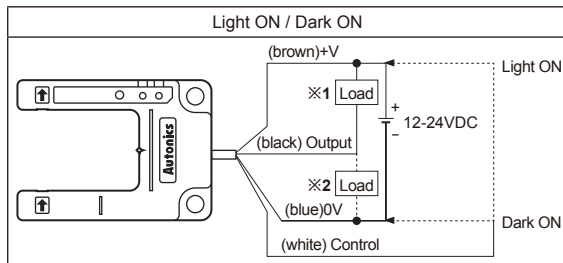 Light ON / Dark ON
(brown)+V
Light ON
※1 Load
+
12-24VDC
−
(black) Output
Autonics
※2 Load
(blue)0V
Dark ON
(white) Control